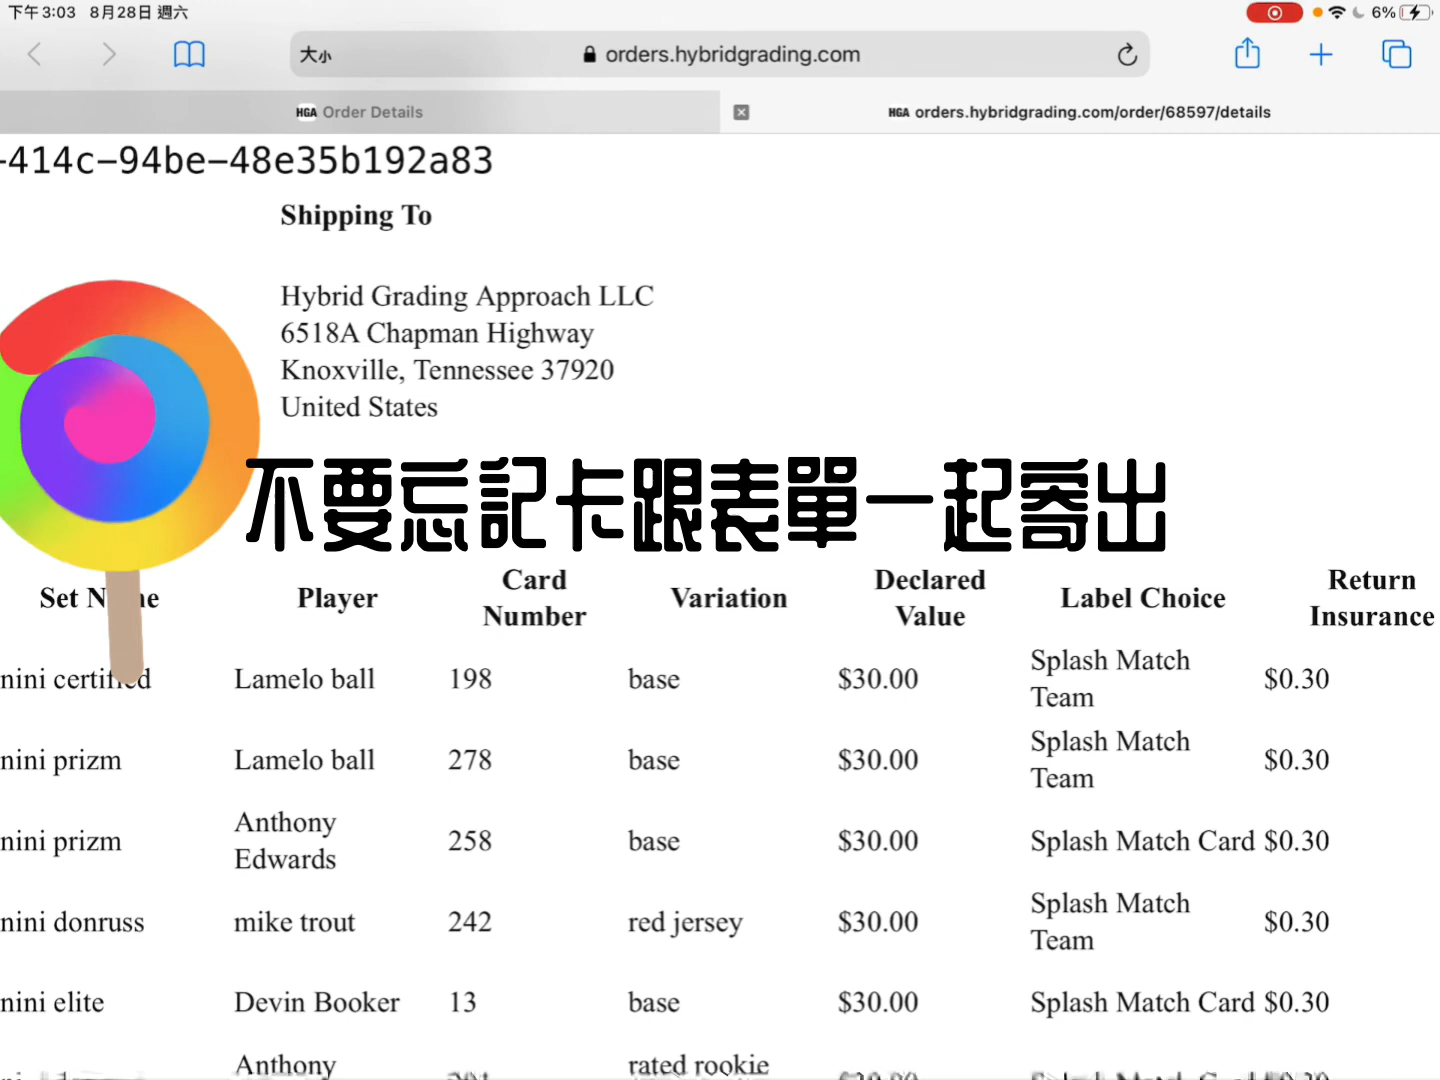 下午3:03 8月28日 週六
6%
大小 orders.hybridgrading.com
HGA Order Details
HGA orders.hybridgrading.com/order/68597/details
-414c-94be-48e35b192a83
Shipping To
Hybrid Grading Approach LLC
6518A Chapman Highway
Knoxville, Tennessee 37920
United States
不要忘記卡跟表單一起寄出
Set Player Card Number Variation Declared Value Label Choice Return Insurance
nini certified Lamelo ball 198 base $30.00 Splash Match Team $0.30
nini prizm Lamelo ball 278 base $30.00 Splash Match Team $0.30
nini prizm Anthony Edwards 258 base $30.00 Splash Match Card $0.30
nini donruss mike trout 242 red jersey $30.00 Splash Match Team $0.30
nini elite Devin Booker 13 base $30.00 Splash Match Card $0.30
Anthony rated rookie